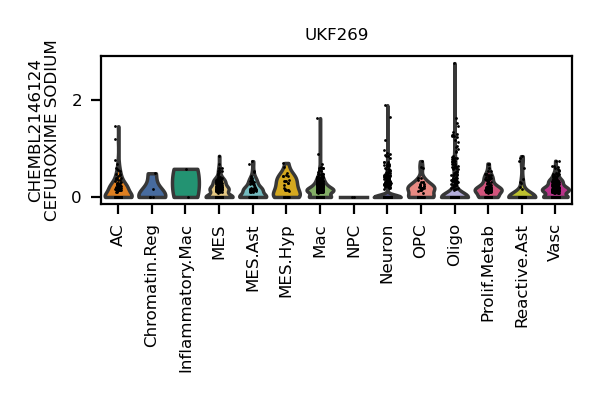 UKF269
CHEMBL2146124
CEFUROXIME SODIUM
2
0
AC
Chromatin.Reg
Inflammatory.Mac
MES
MES.Ast
MES.Hyp
Mac
NPC
Neuron
OPC
Oligo
Prolif.Metab
Reactive.Ast
Vasc